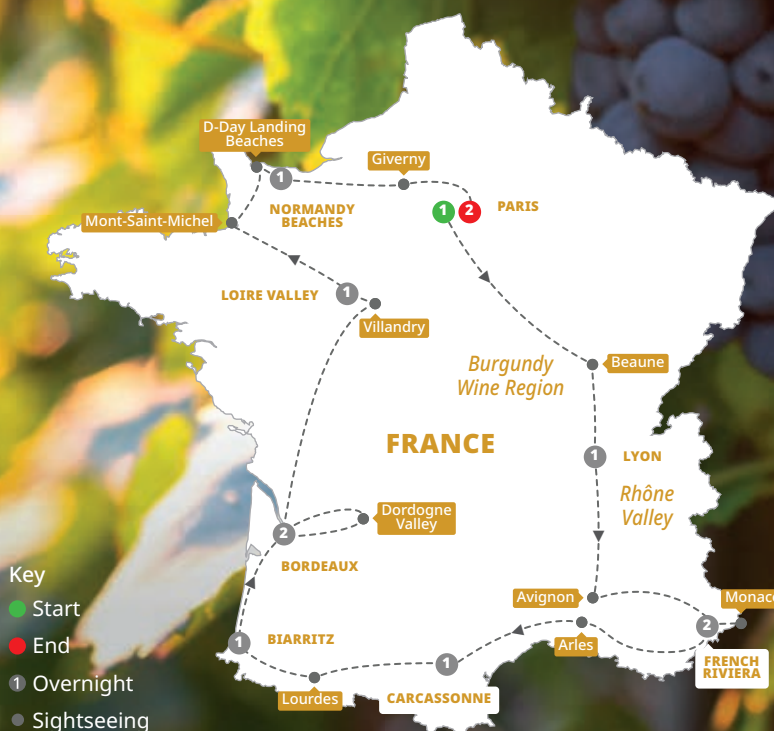 D-Day Landing
Beaches
Giverny
1
NORMANDY
BEACHES
1
2
PARIS
Mont-Saint-Michel
LOIRE VALLEY
1
Villandry
Burgundy
Wine Region
Beaune
FRANCE
1
LYON
Rhône
Valley
Dordogne
Valley
2
BORDEAUX
Key
Start
End
1 Overnight
Sightseeing
Avignon
Monaco
2
Arles
FRENCH
RIVIERA
1
BIARRITZ
1
Lourdes
CARCASSONNE